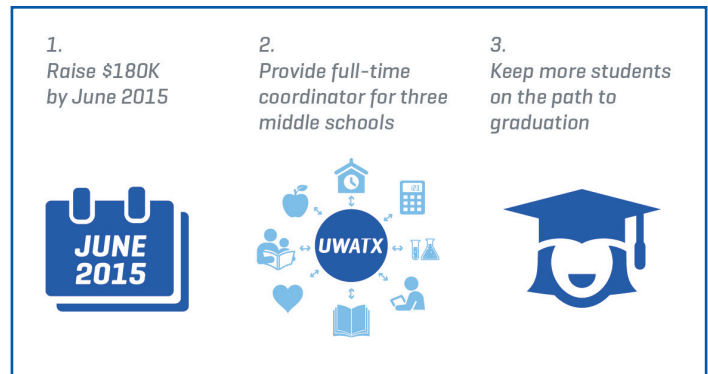 1.
Raise $180K
by June 2015
2.
Provide full-time
coordinator for three
middle schools
3.
Keep more students
on the path to
graduation
JUNE
2015
123
UWATX